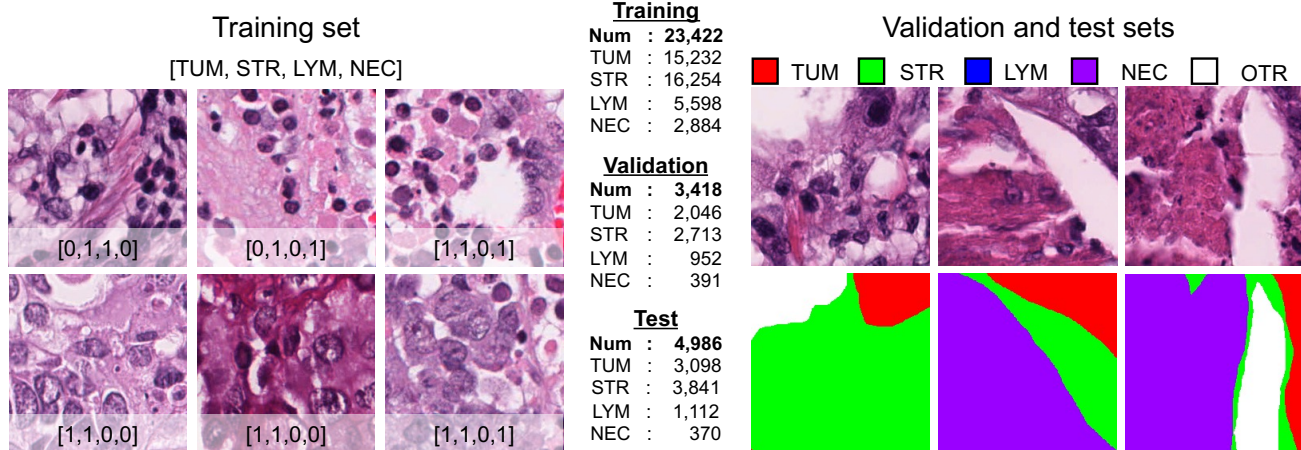 Training set
[TUM, STR, LYM, NEC]
[0,1,1,0]
[0,1,0,1]
[1,1,0,1]
[1,1,0,0]
[1,1,0,0]
[1,1,0,1]
Training
Num : 23,422
TUM : 15,232
STR : 16,254
LYM : 5,598
NEC : 2,884
Validation
Num : 3,418
TUM : 2,046
STR : 2,713
LYM : 952
NEC : 391
Test
Num : 4,986
TUM : 3,098
STR : 3,841
LYM : 1,112
NEC : 370
Validation and test sets
TUM STR LYM NEC OTR